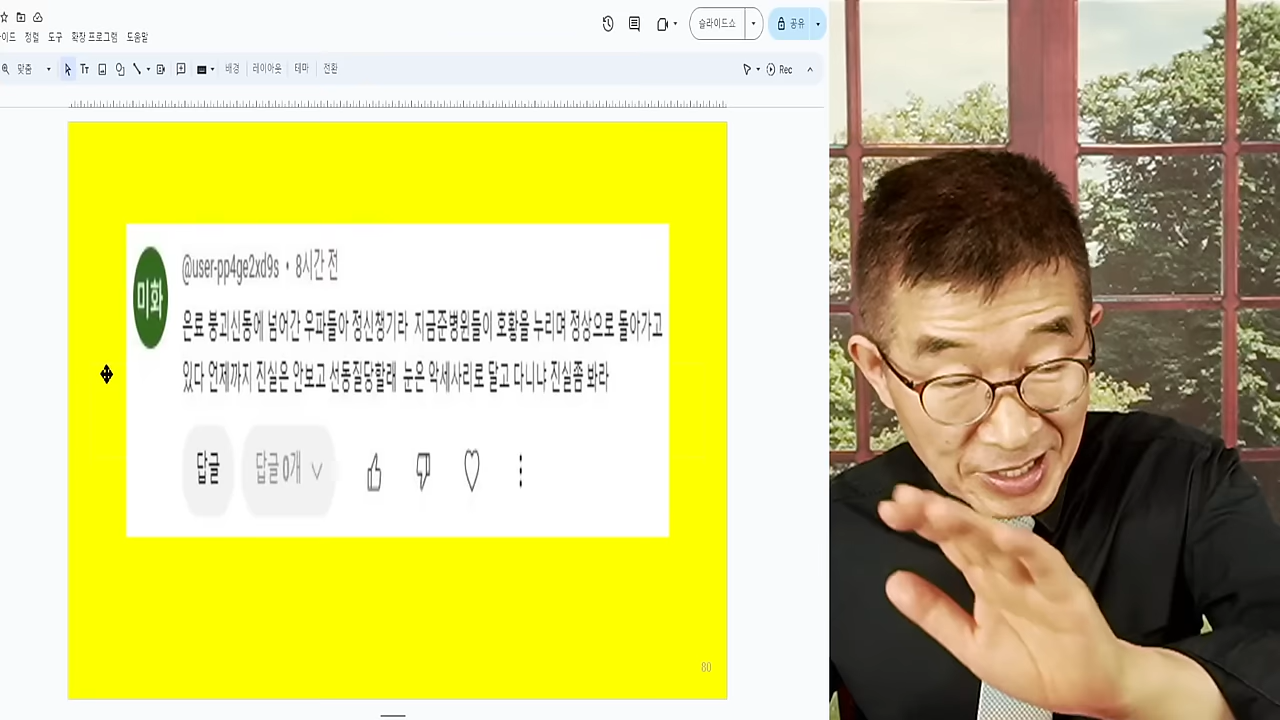 이드 정렬 도구 확장 프로그램 도움말
슬라이드쇼
공유
맞춤
배경
레이아웃
테마
전환
Rec
미화
@user-pp4ge2xd9s • 8시간 전
은료 붕괴신동에 넘어간 우파들아 정신챙기라 지금준병원들이 호황을 누리며 정상으로 돌아가고
있다 언제까지 진실은 안보고 선동질당할래 눈은 악세사리로 달고 다니냐 진실쫌 봐라
답글
답글 0개
80